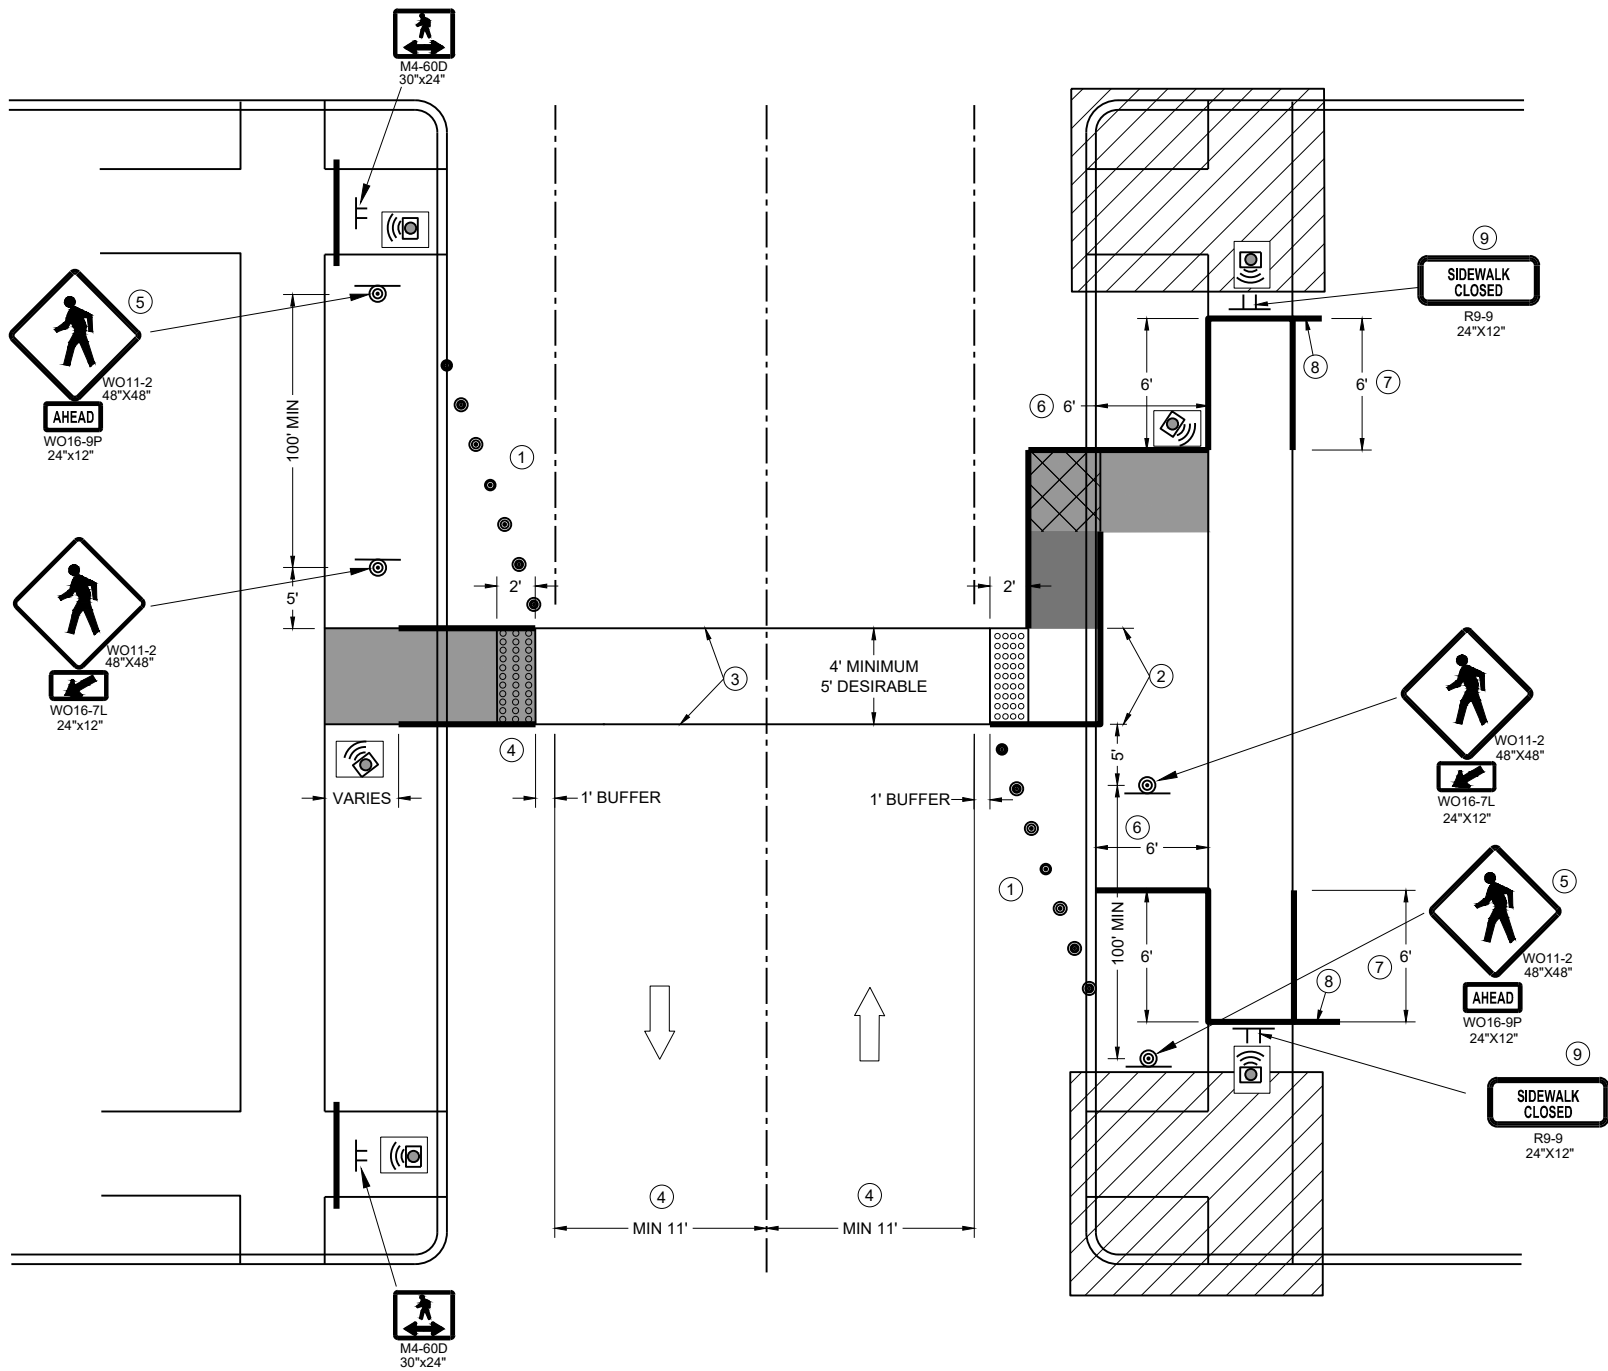 M4-60D
30"x24"
9
SIDEWALK
CLOSED
R9-9
24"X12"
5
WO11-2
48"X48"
AHEAD
WO16-9P
24"x12"
100' MIN
1
6
6'
6'
8
6'
7
WO11-2
48"X48"
WO16-7L
24"x12"
5'
2'
2'
3
4' MINIMUM
5' DESIRABLE
2
4
VARIES
1' BUFFER
1' BUFFER
5'
WO11-2
48"X48"
WO16-7L
24"X12"
6
6'
1
100' MIN
6'
7
6'
8
5
WO11-2
48"X48"
AHEAD
WO16-9P
24"X12"
9
SIDEWALK
CLOSED
R9-9
24"X12"
4
MIN 11'
4
MIN 11'
M4-60D
30"x24"